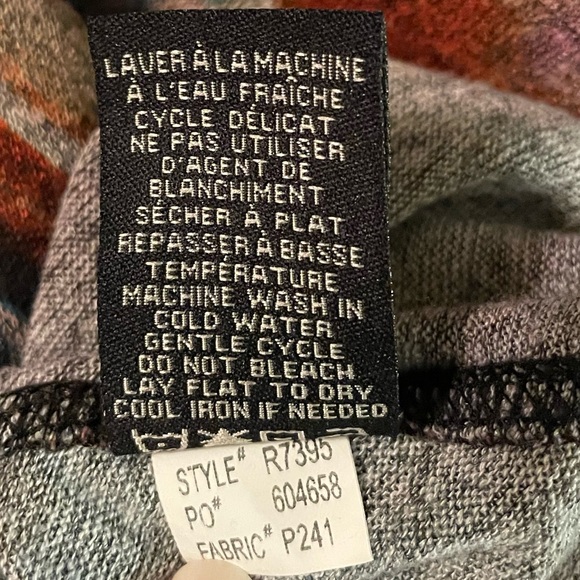 LAVER À LA MACHINE
À L'EAU FRAÎCHE
CYCLE DÉLICAT
NE PAS UTILISER
D'AGENT DE
BLANCHIMENT
SÉCHER À PLAT
REPASSER À BASSE
TEMPÉRATURE
MACHINE WASH IN
COLD WATER
GENTLE CYCLE
DO NOT BLEACH
LAY FLAT TO DRY
COOL IRON IF NEEDED
STYLE# R7395
PO# 604658
FABRIC# P241